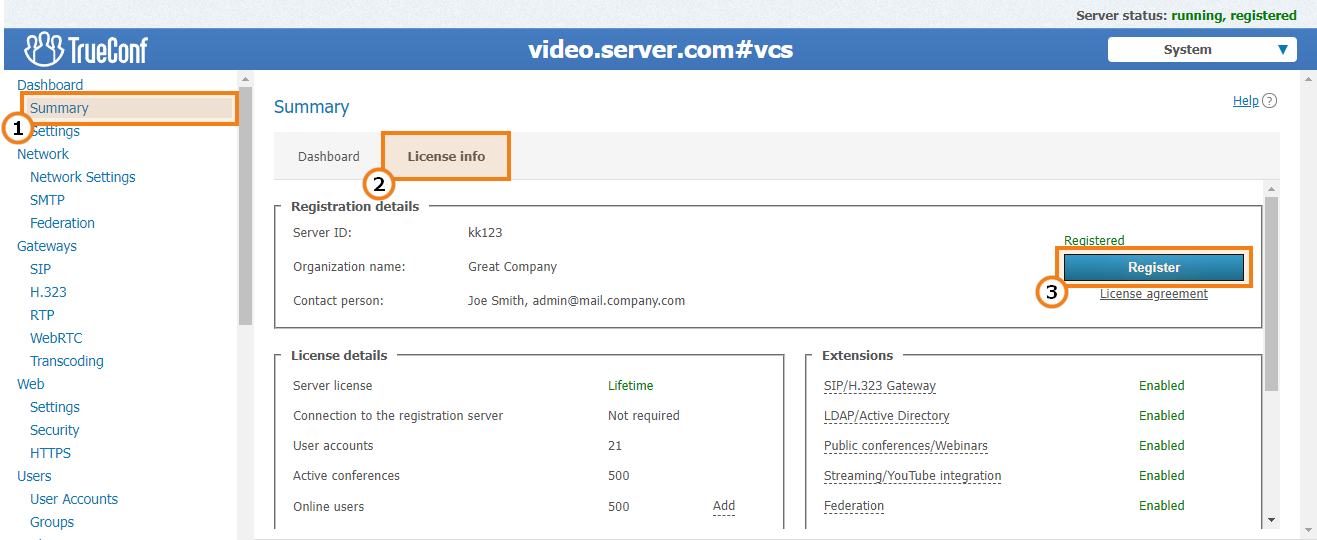 Server status: running, registered
TrueConf
video.server.com#vcs
System
Dashboard
Summary
1
Settings
Network
Network Settings
SMTP
Federation
Gateways
SIP
H.323
RTP
WebRTC
Transcoding
Web
Settings
Security
HTTPS
Users
User Accounts
Groups
Summary
Help ?
Dashboard
License info
2
Registration details
Server ID: kk123
Registered
Organization name: Great Company
Register
3
Contact person: Joe Smith, admin@mail.company.com
License agreement
License details
Server license Lifetime
Connection to the registration server Not required
User accounts 21
Active conferences 500
Online users 500 Add
Extensions
SIP/H.323 Gateway Enabled
LDAP/Active Directory Enabled
Public conferences/Webinars Enabled
Streaming/YouTube integration Enabled
Federation Enabled